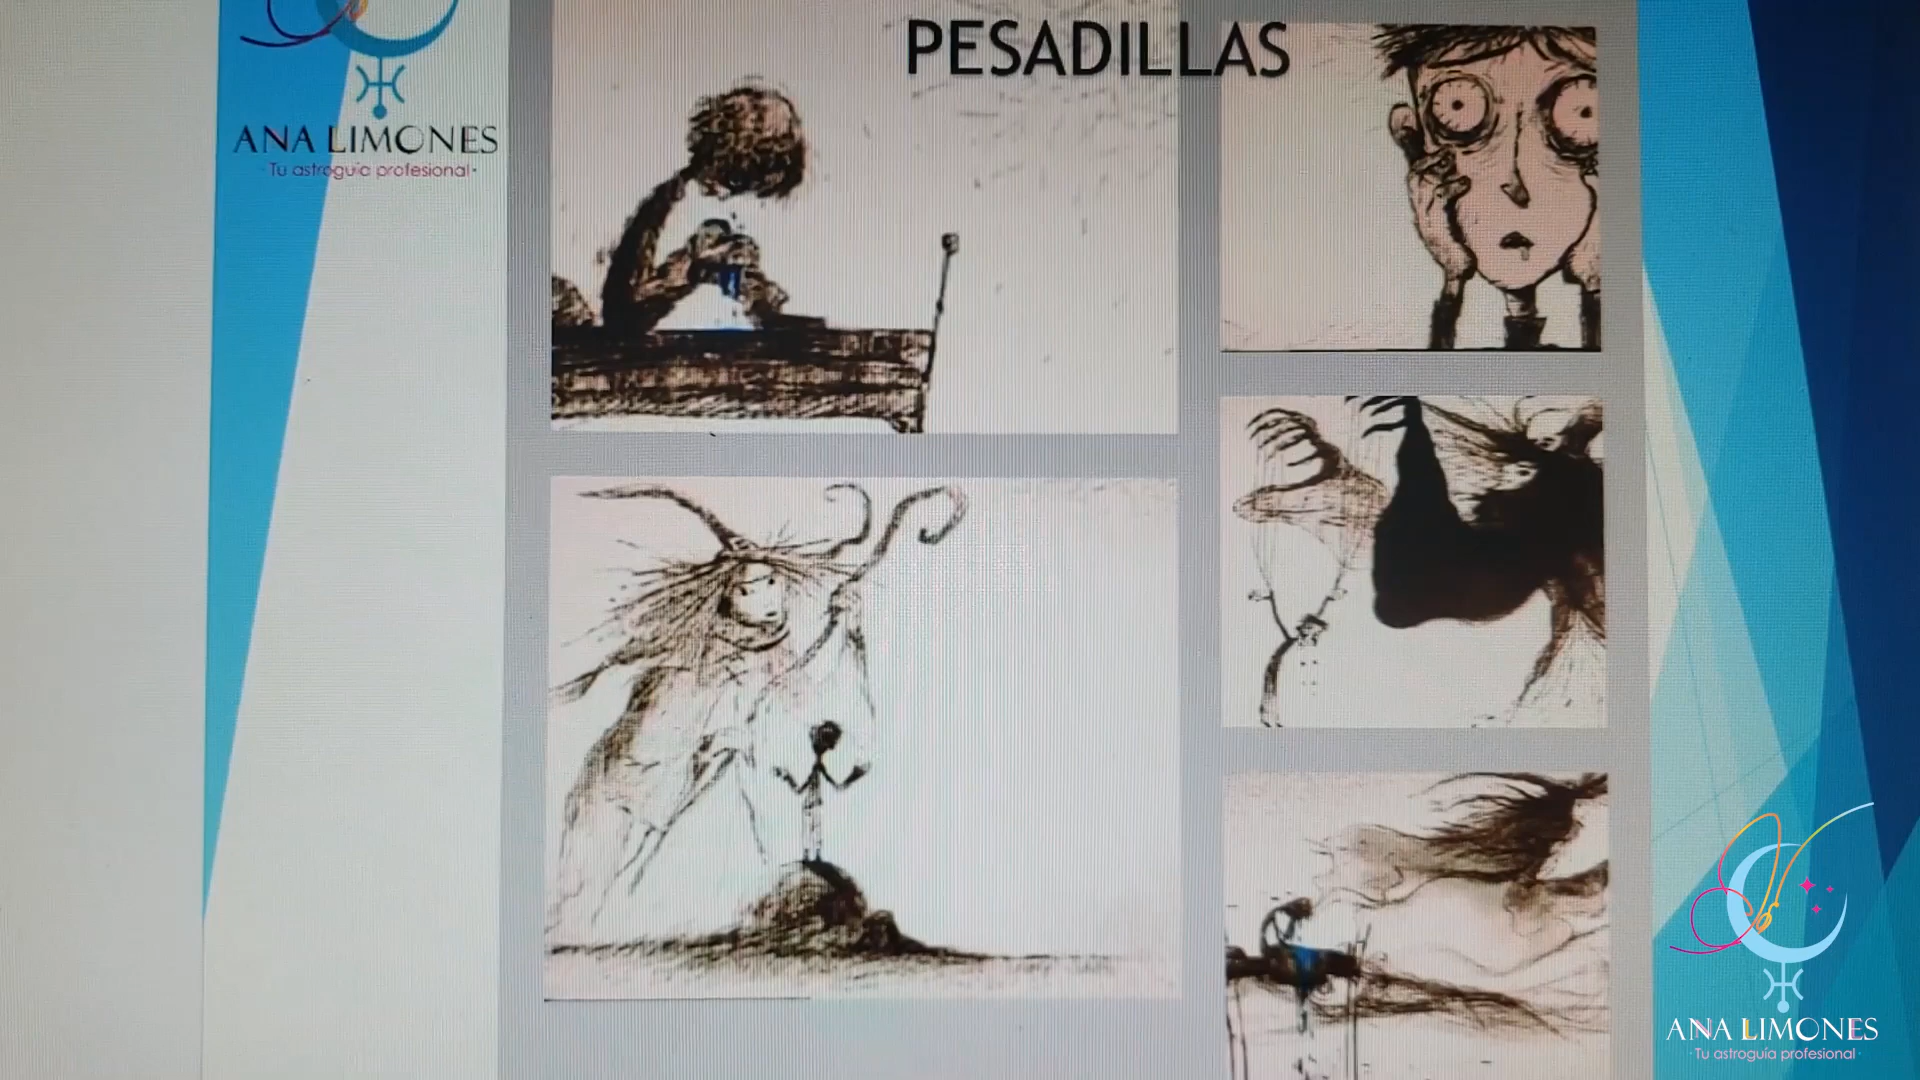 PESADILLAS
ANA LIMONES
·Tu astroguía profesional·
ANA LIMONES
·Tu astroguía profesional·